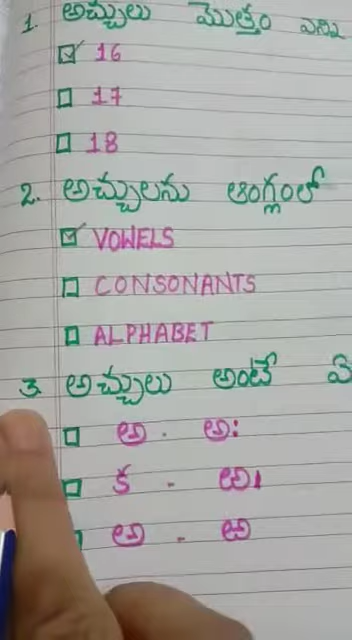 1. అచ్చులు మొత్తం ఎన్ని
☑ 16
☐ 17
☐ 18
2. అచ్చులను ఆంగ్లంలో
☑ VOWELS
☐ CONSONANTS
☐ ALPHABET
3. అచ్చులు అంటే ఏ
☐ అ - అః
☐ క - ఱ
☐ అ - ఱ